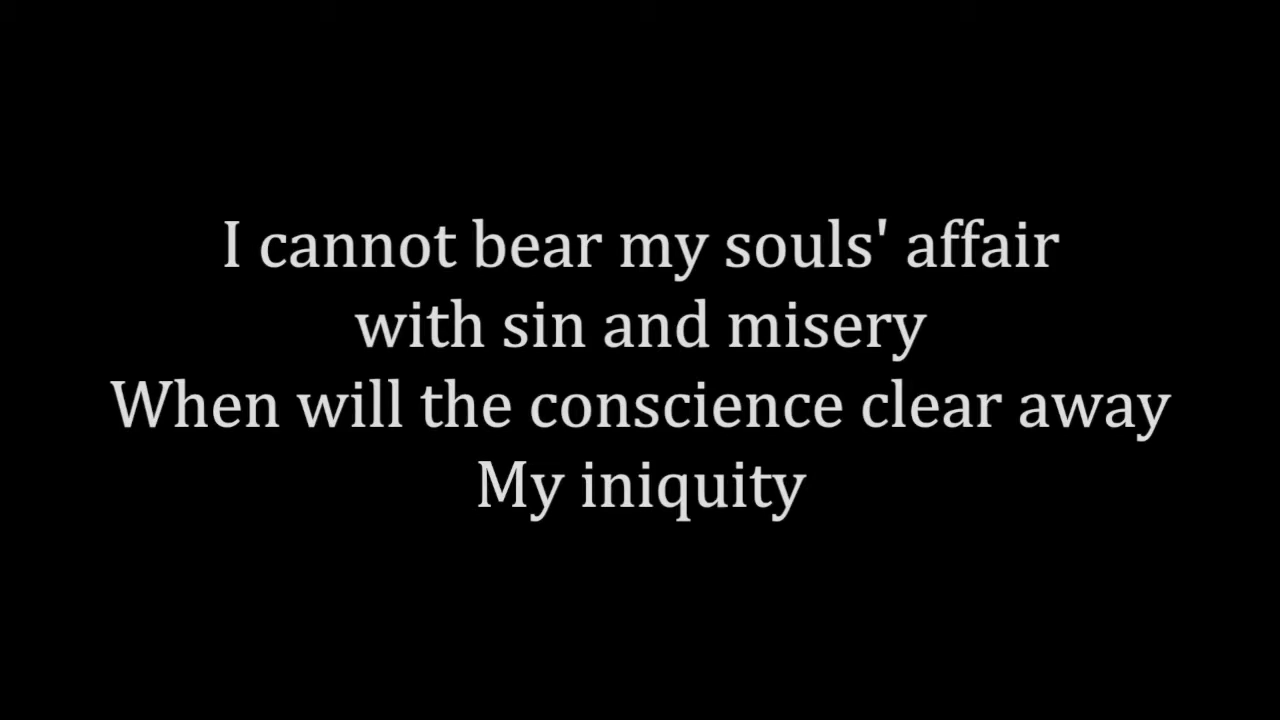 I cannot bear my souls' affair
with sin and misery
When will the conscience clear away
My iniquity